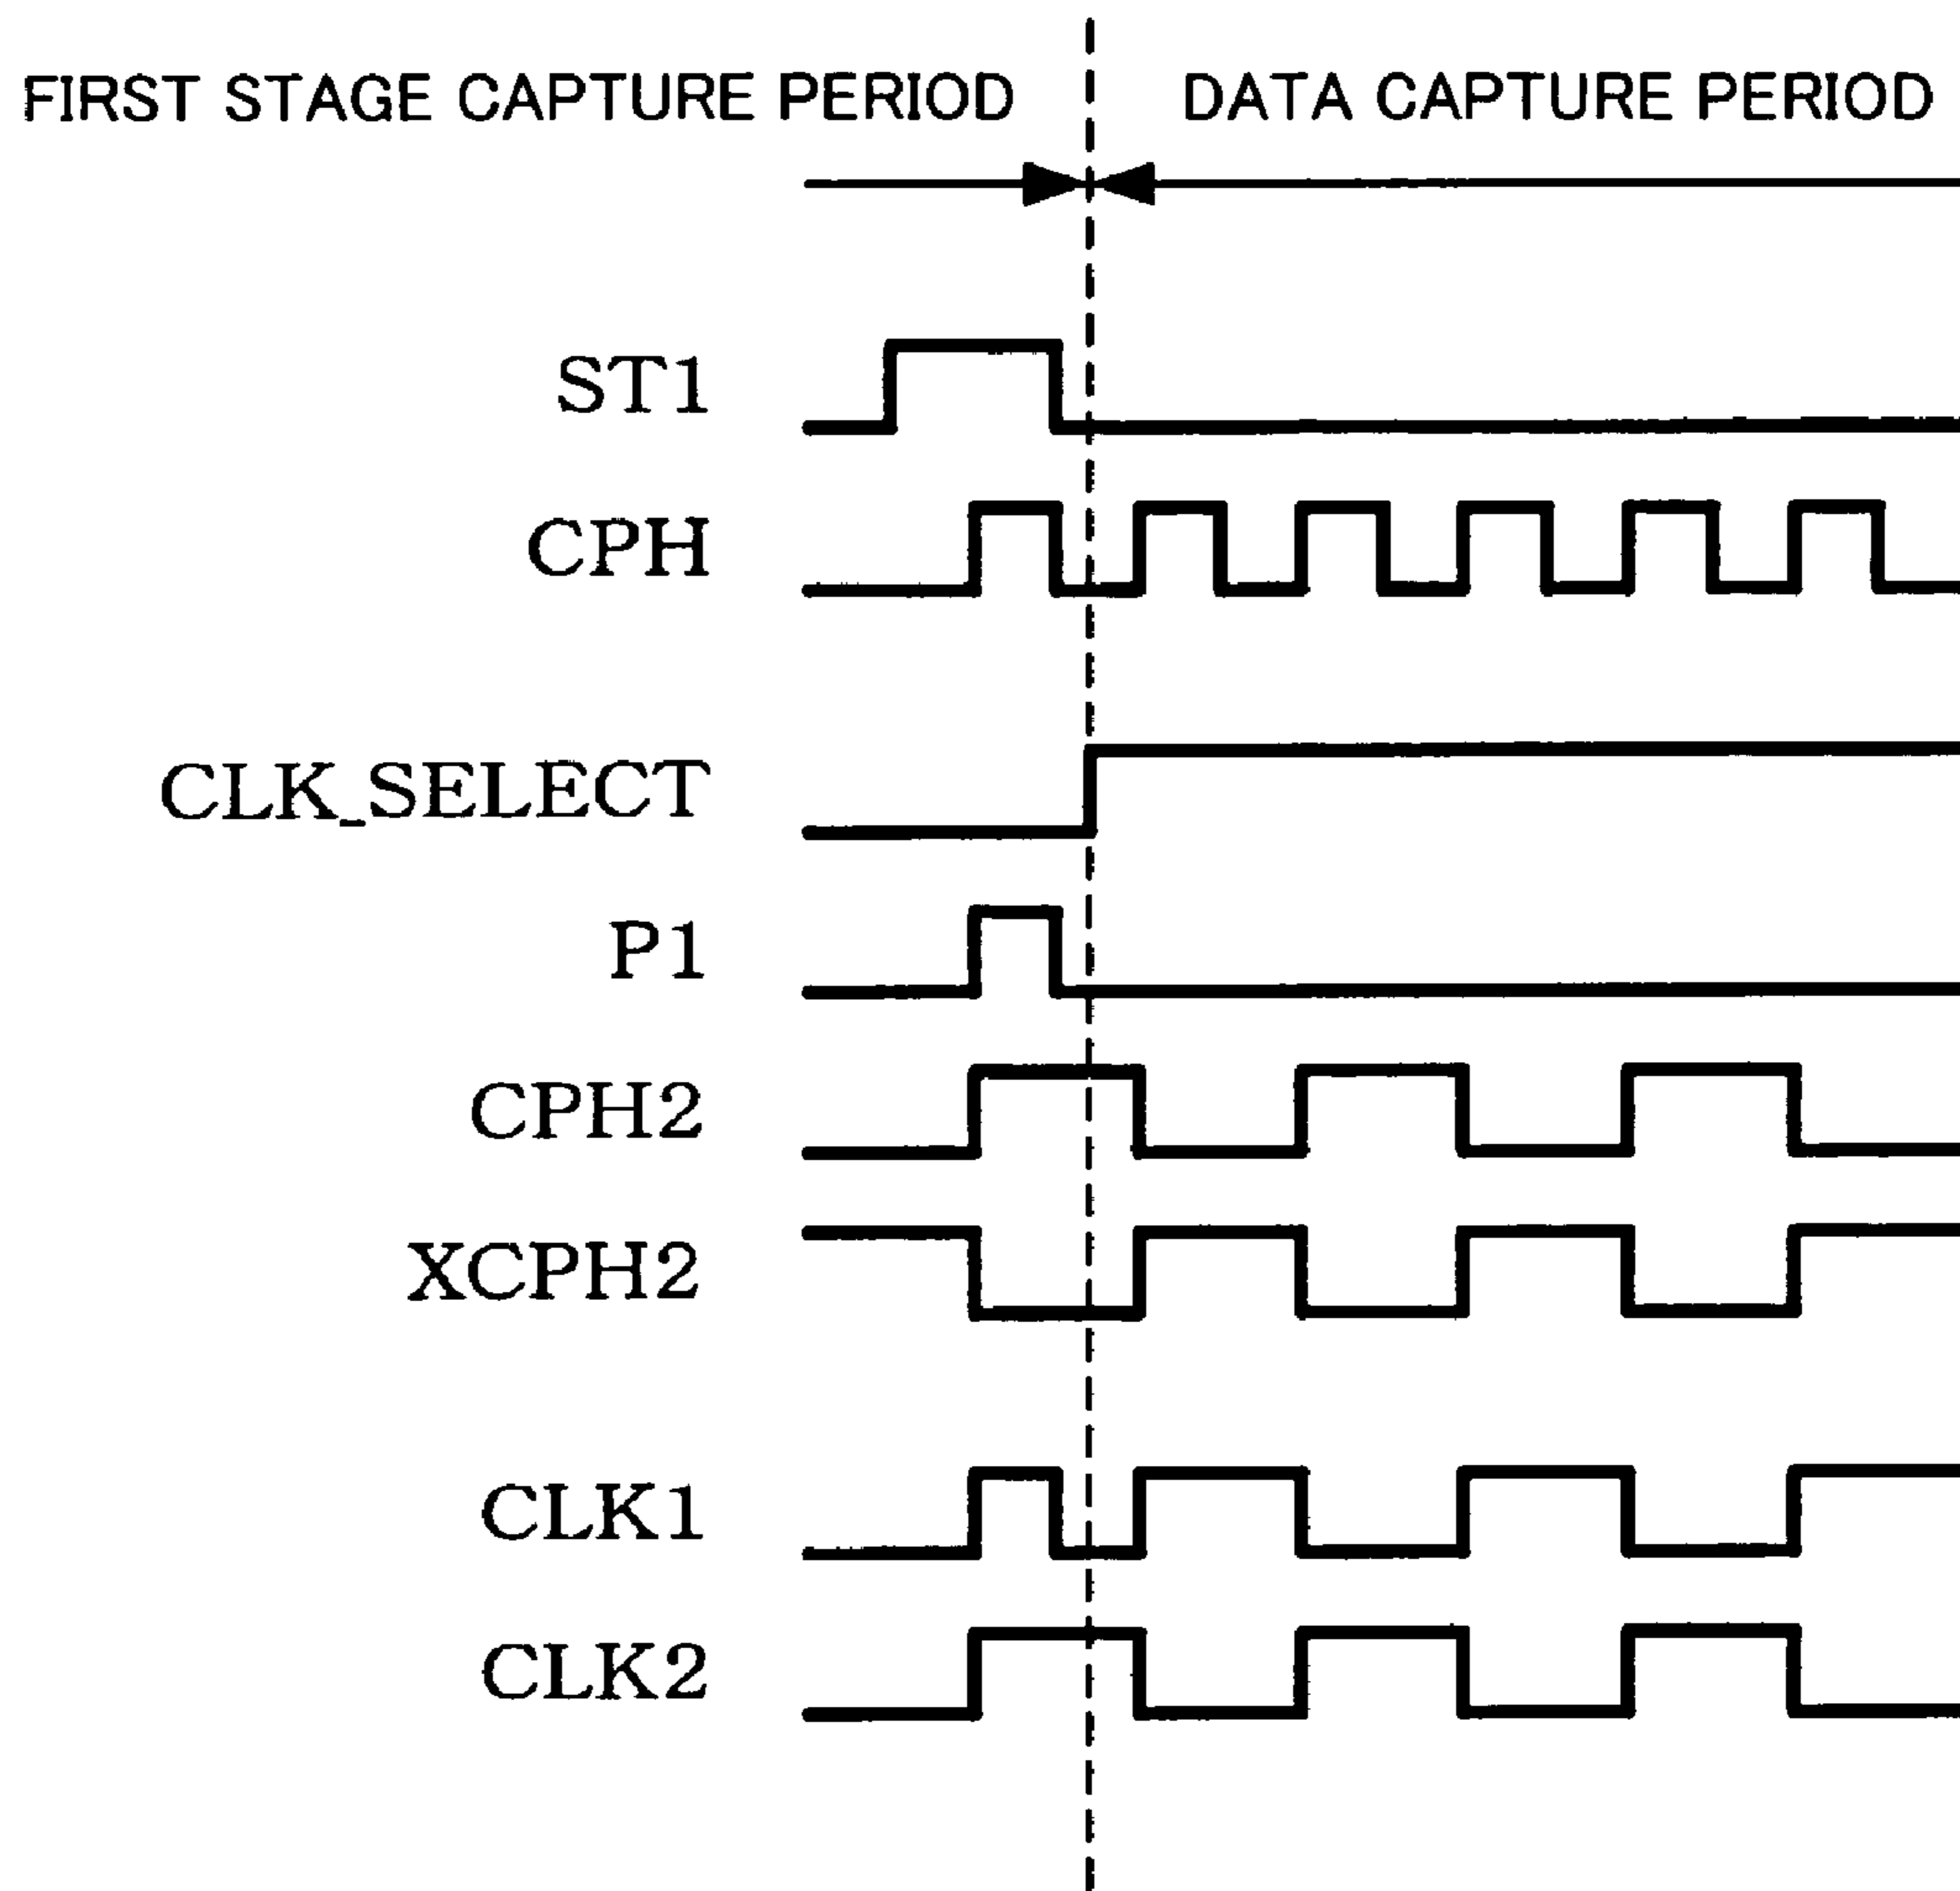 FIRST STAGE CAPTURE PERIOD
DATA CAPTURE PERIOD
ST1
CPH
CLK_SELECT
P1
CPH2
XCPH2
CLK1
CLK2